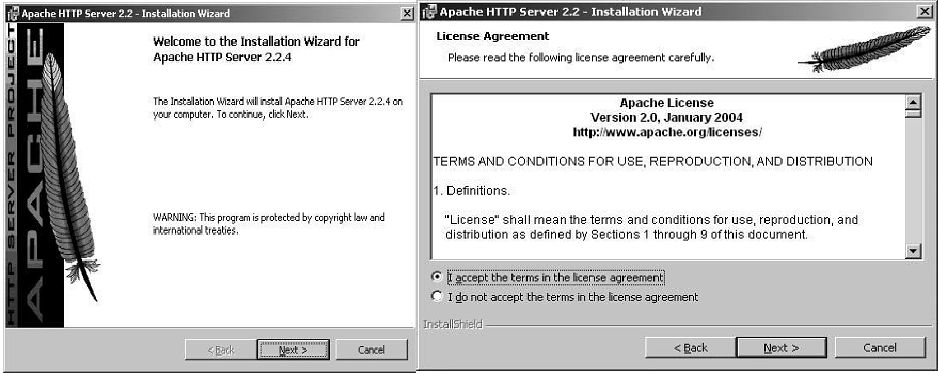 Apache HTTP Server 2.2 - Installation Wizard
HTTP SERVER PROJECT
APACHE
Welcome to the Installation Wizard for
Apache HTTP Server 2.2.4
The Installation Wizard will install Apache HTTP Server 2.2.4 on
your computer. To continue, click Next.
WARNING: This program is protected by copyright law and
international treaties.
< Back
Next >
Cancel
Apache HTTP Server 2.2 - Installation Wizard
License Agreement
Please read the following license agreement carefully.
Apache License
Version 2.0, January 2004
http://www.apache.org/licenses/
TERMS AND CONDITIONS FOR USE, REPRODUCTION, AND DISTRIBUTION
1. Definitions.
"License" shall mean the terms and conditions for use, reproduction, and
distribution as defined by Sections 1 through 9 of this document.
I accept the terms in the license agreement
I do not accept the terms in the license agreement
InstallShield
< Back
Next >
Cancel